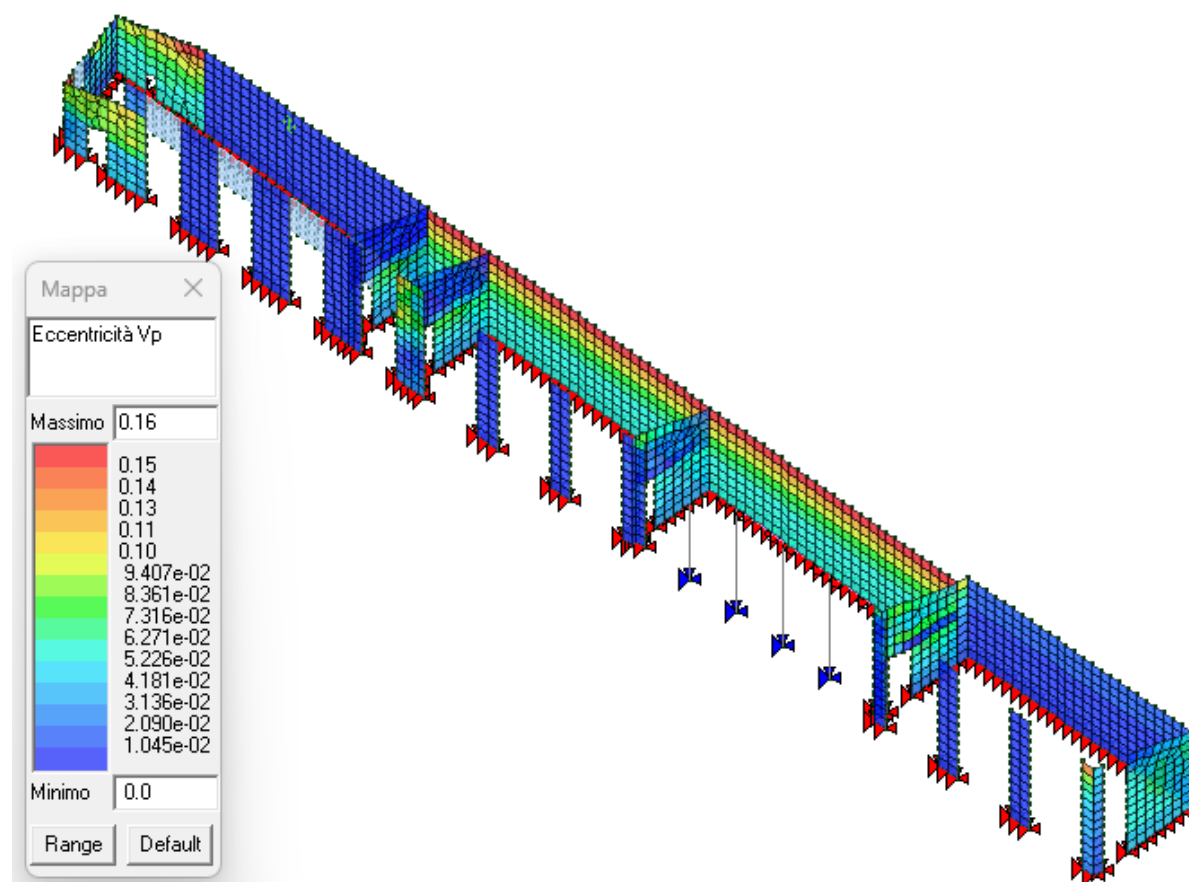 Mappa
Eccentricità Vp
Massimo 0.16
0.15
0.14
0.13
0.11
0.10
9.407e-02
8.361e-02
7.316e-02
6.271e-02
5.226e-02
4.181e-02
3.136e-02
2.090e-02
1.045e-02
Minimo 0.0
Range Default